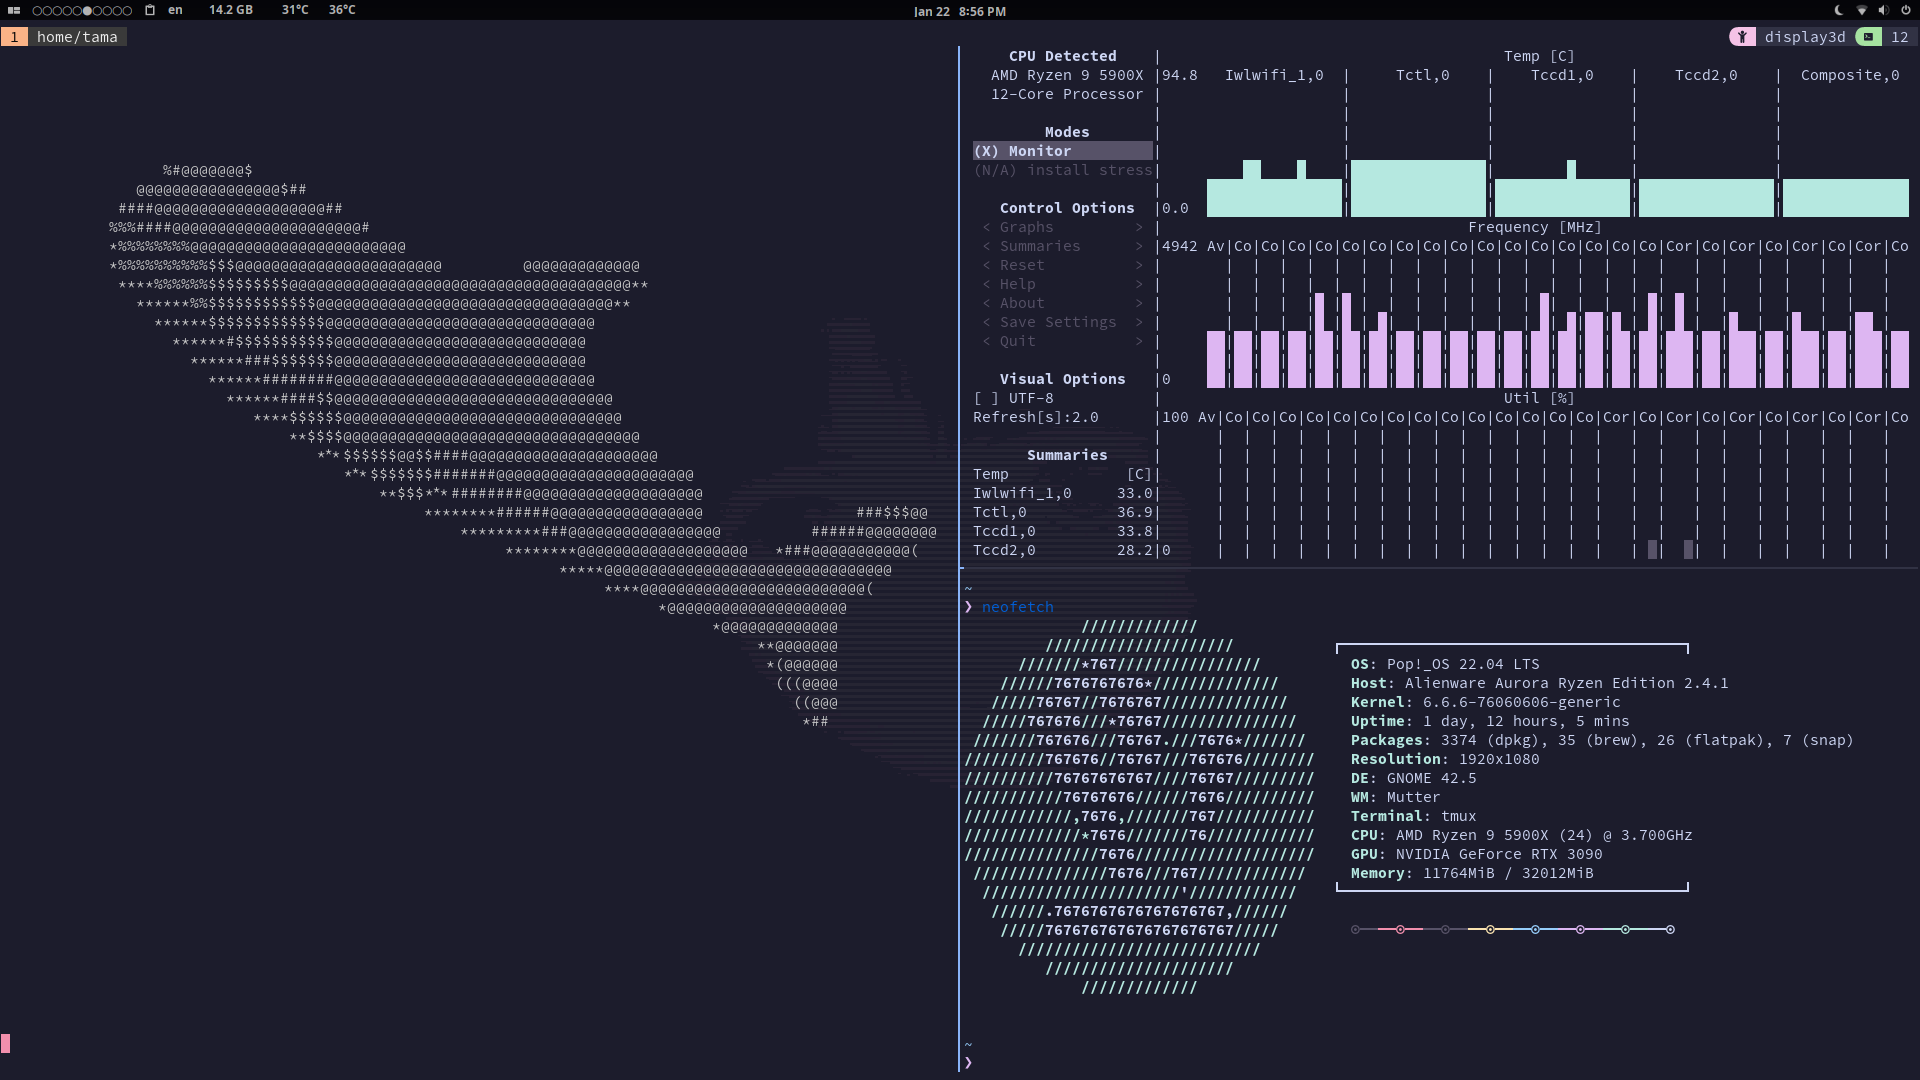 en 14.2 GB 31°C 36°C Jan 22 8:56 PM
1 home/tama display3d 12
%#@@@@@@@$
@@@@@@@@@@@@@@@@$##
####@@@@@@@@@@@@@@@@@@@##
CPU Detected
AMD Ryzen 9 5900X
12-Core Processor
Modes
(X) Monitor
(N/A) install stress
Control Options
< Graphs >
< Summaries >
< Reset >
< Help >
< About >
< Save Settings >
< Quit >
Visual Options
[ ] UTF-8
Refresh[s]:2.0
Summaries
Temp [C]
Iwlwifi_1,0 33.0
Tctl,0 36.9
Tccd1,0 33.8
Tccd2,0 28.2
Temp [C]
94.8 Iwlwifi_1,0 | Tctl,0 | Tccd1,0 | Tccd2,0 | Composite,0
0.0
Frequency [MHz]
4942 Av|Co|Co|Co|Co|Co|Co|Co|Co|Co|Co|Co|Co|Cor|Co|Co|Cor|Co|Cor|Co|Cor|Co
0
Util [%]
100 Av|Co|Co|Co|Co|Co|Co|Co|Co|Co|Co|Co|Co|Co|Cor|Co|Cor|Co|Cor|Co|Co|Cor|Co
0
~
❯ neofetch
OS: Pop!_OS 22.04 LTS
Host: Alienware Aurora Ryzen Edition 2.4.1
Kernel: 6.6.6-76060606-generic
Uptime: 1 day, 12 hours, 5 mins
Packages: 3374 (dpkg), 35 (brew), 26 (flatpak), 7 (snap)
Resolution: 1920x1080
DE: GNOME 42.5
WM: Mutter
Terminal: tmux
CPU: AMD Ryzen 9 5900X (24) @ 3.700GHz
GPU: NVIDIA GeForce RTX 3090
Memory: 11764MiB / 32012MiB
~
❯